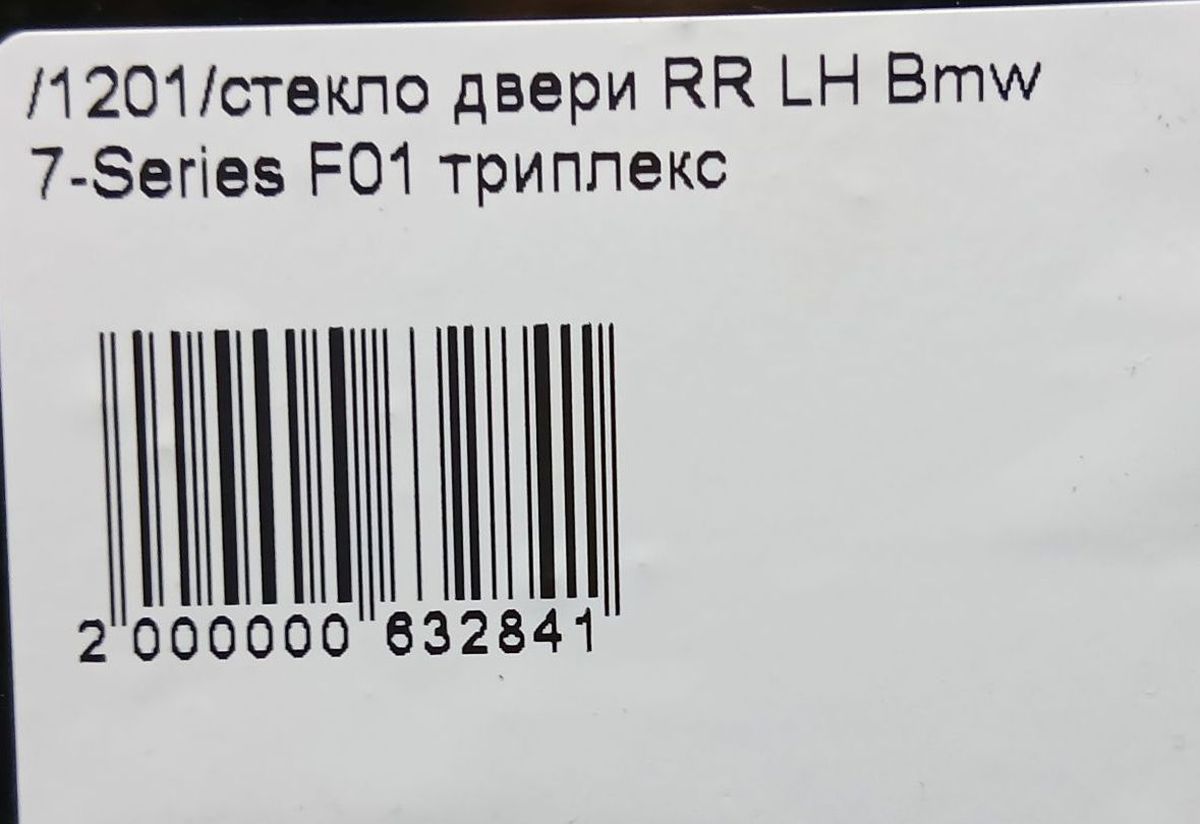 /1201/стекло двери RR LH Bmw
7-Series F01 триплекс
2 000000 632841